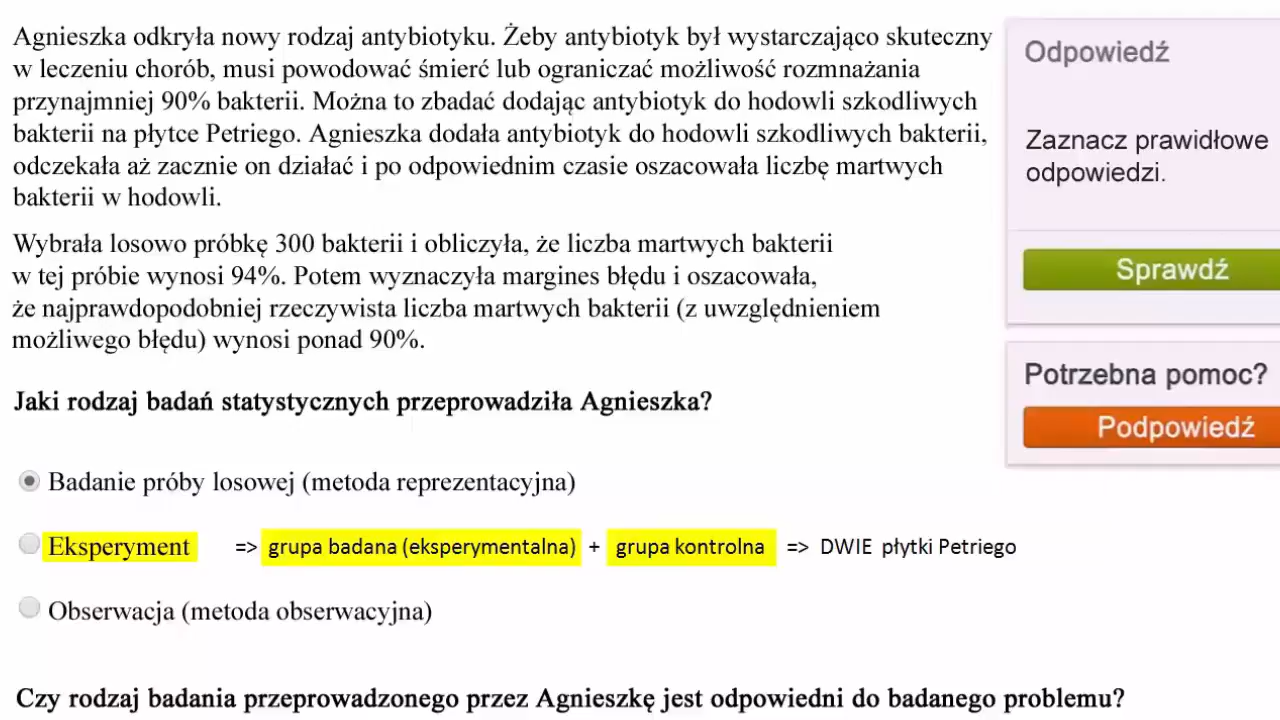 Agnieszka odkryła nowy rodzaj antybiotyku. Żeby antybiotyk był wystarczająco skuteczny
w leczeniu chorób, musi powodować śmierć lub ograniczać możliwość rozmnażania
przynajmniej 90% bakterii. Można to zbadać dodając antybiotyk do hodowli szkodliwych
bakterii na płytce Petriego. Agnieszka dodała antybiotyk do hodowli szkodliwych bakterii,
odczekała aż zacznie on działać i po odpowiednim czasie oszacowała liczbę martwych
bakterii w hodowli.
Wybrała losowo próbkę 300 bakterii i obliczyła, że liczba martwych bakterii
w tej próbie wynosi 94%. Potem wyznaczyła margines błędu i oszacowała,
że najprawdopodobniej rzeczywista liczba martwych bakterii (z uwzględnieniem
możliwego błędu) wynosi ponad 90%.
Jaki rodzaj badań statystycznych przeprowadziła Agnieszka?
Badanie próby losowej (metoda reprezentacyjna)
Eksperyment => grupa badana (eksperymentalna) + grupa kontrolna => DWIE płytki Petriego
Obserwacja (metoda obserwacyjna)
Czy rodzaj badania przeprowadzonego przez Agnieszkę jest odpowiedni do badanego problemu?
Odpowiedź
Zaznacz prawidłowe
odpowiedzi.
Sprawdź
Potrzebna pomoc?
Podpowiedź